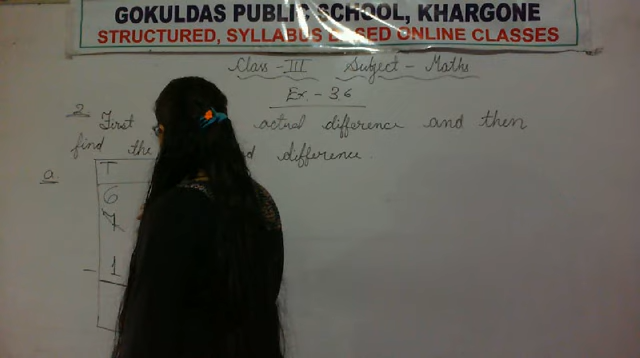 GOKULDAS PUBLIC SCHOOL, KHARGONE
STRUCTURED, SYLLABUS BASED ONLINE CLASSES
Class - III Subject - Maths
Ex. - 3.6
2 First actual difference and then
find the difference.
a
T
6
7
- 1